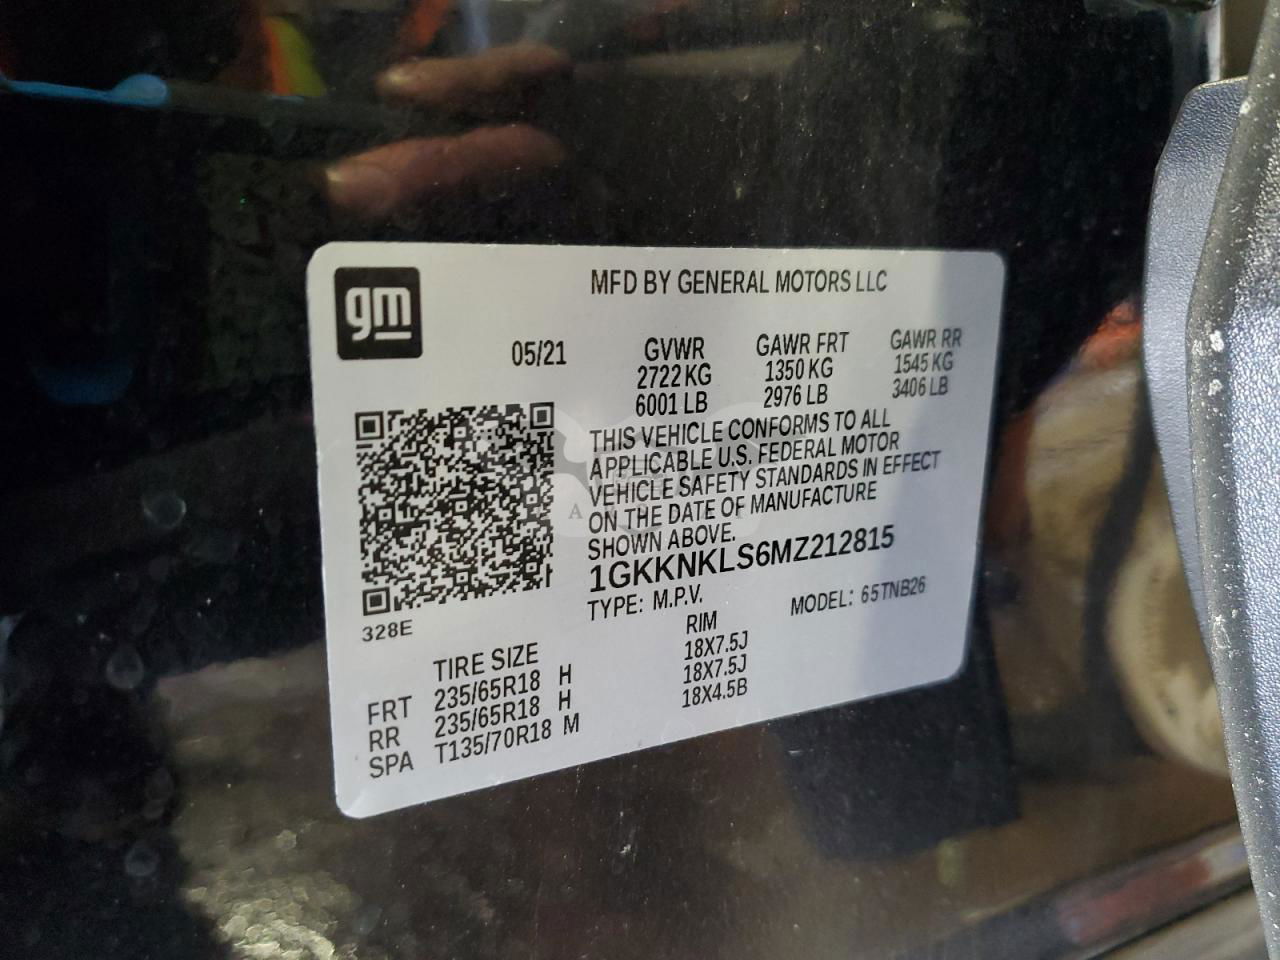 gm
MFD BY GENERAL MOTORS LLC
05/21 GVWR GAWR FRT GAWR RR
2722 KG 1350 KG 1545 KG
6001 LB 2976 LB 3406 LB
THIS VEHICLE CONFORMS TO ALL
APPLICABLE U.S. FEDERAL MOTOR
VEHICLE SAFETY STANDARDS IN EFFECT
ON THE DATE OF MANUFACTURE
SHOWN ABOVE.
1GKKNKLS6MZ212815
TYPE: M.P.V. MODEL: 65TNB26
328E
TIRE SIZE RIM
FRT 235/65R18 H 18X7.5J
RR 235/65R18 H 18X7.5J
SPA T135/70R18 M 18X4.5B